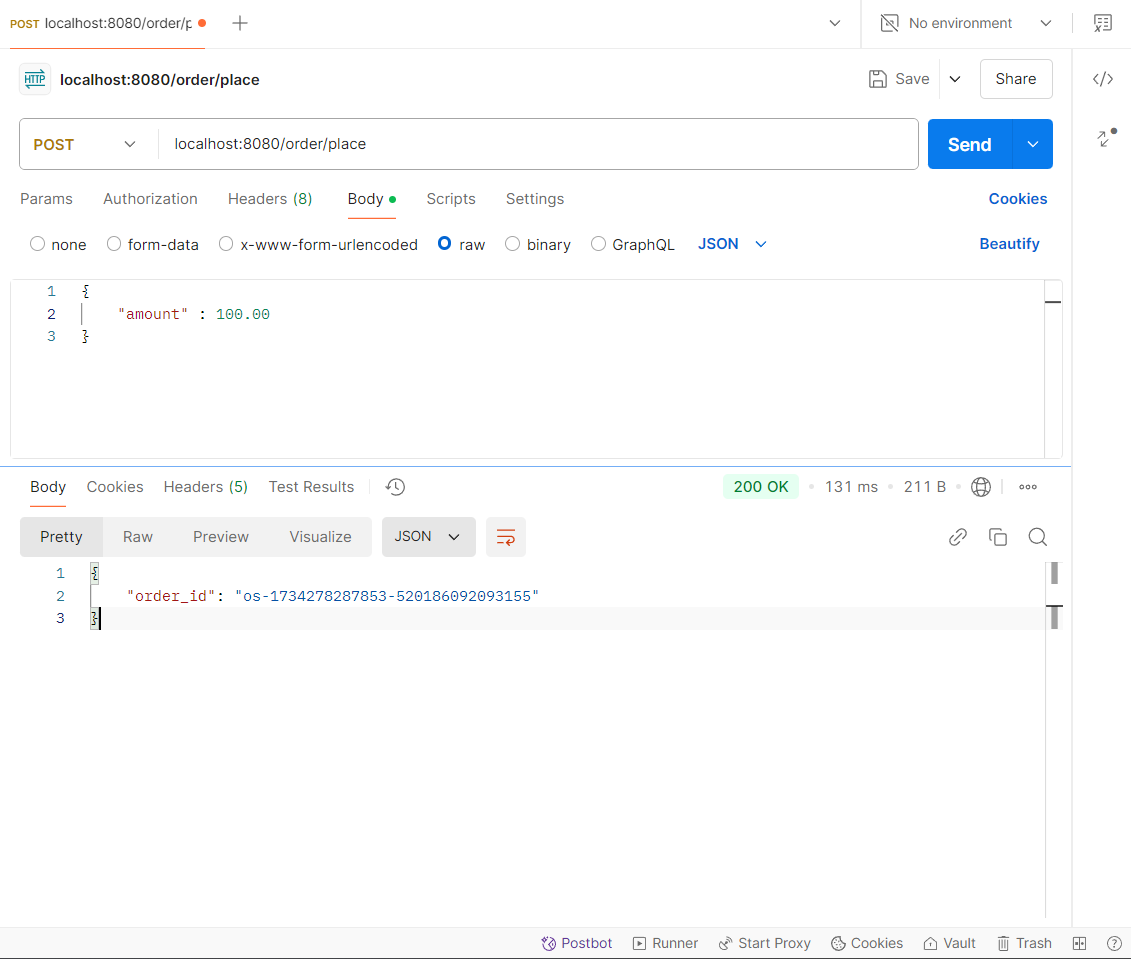 POST localhost:8080/order/p
No environment
HTTP localhost:8080/order/place
Save
Share
POST
localhost:8080/order/place
Send
Params Authorization Headers (8) Body Scripts Settings Cookies
none form-data x-www-form-urlencoded raw binary GraphQL JSON Beautify
1 {
2 "amount" : 100.00
3 }
Body Cookies Headers (5) Test Results 200 OK 131 ms 211 B
Pretty Raw Preview Visualize JSON
1 {
2 "order_id": "os-1734278287853-520186092093155"
3 }
Postbot Runner Start Proxy Cookies Vault Trash